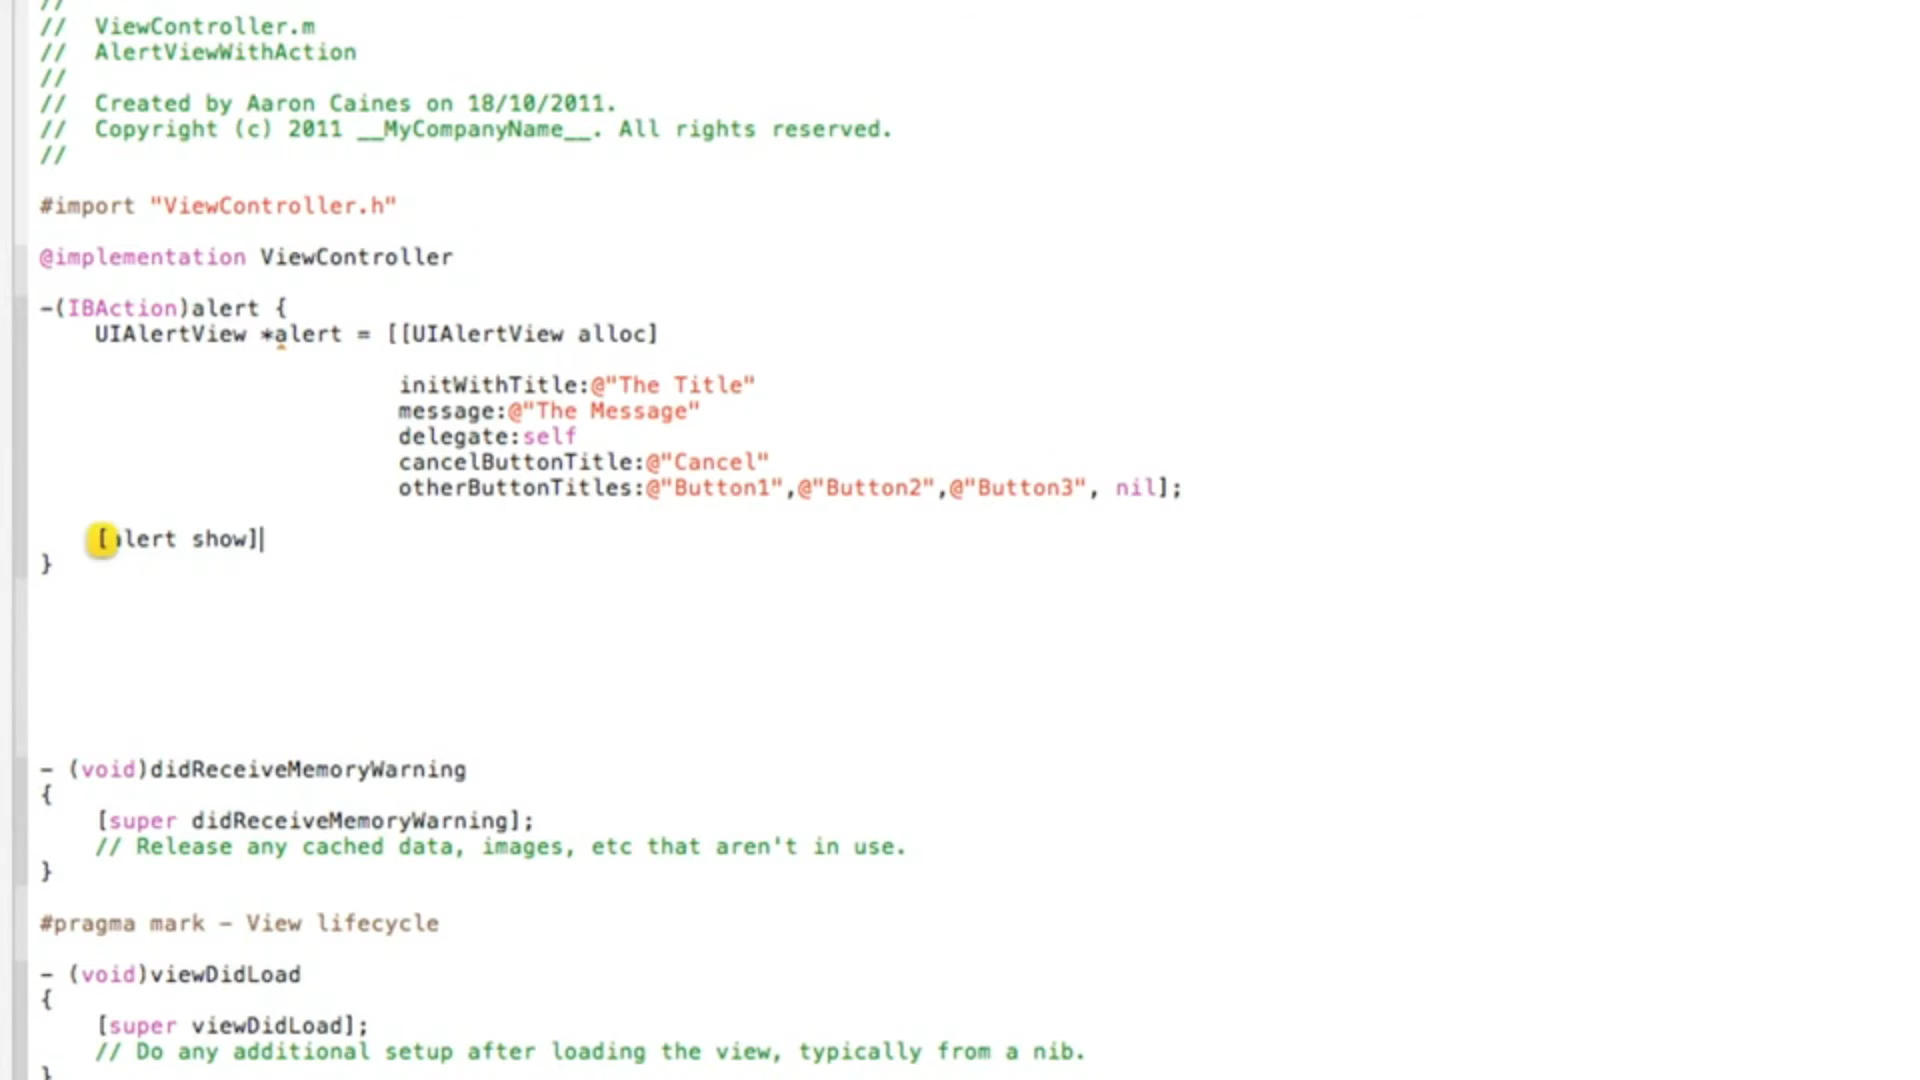 //
//  ViewController.m
//  AlertViewWithAction
//
//  Created by Aaron Caines on 18/10/2011.
//  Copyright (c) 2011 __MyCompanyName__. All rights reserved.
//
#import "ViewController.h"
@implementation ViewController
-(IBAction)alert {
UIAlertView *alert = [[UIAlertView alloc]
initWithTitle:@"The Title"
message:@"The Message"
delegate:self
cancelButtonTitle:@"Cancel"
otherButtonTitles:@"Button1",@"Button2",@"Button3", nil];
[alert show]
}
- (void)didReceiveMemoryWarning
{
[super didReceiveMemoryWarning];
// Release any cached data, images, etc that aren't in use.
}
#pragma mark - View lifecycle
- (void)viewDidLoad
{
[super viewDidLoad];
// Do any additional setup after loading the view, typically from a nib.
}